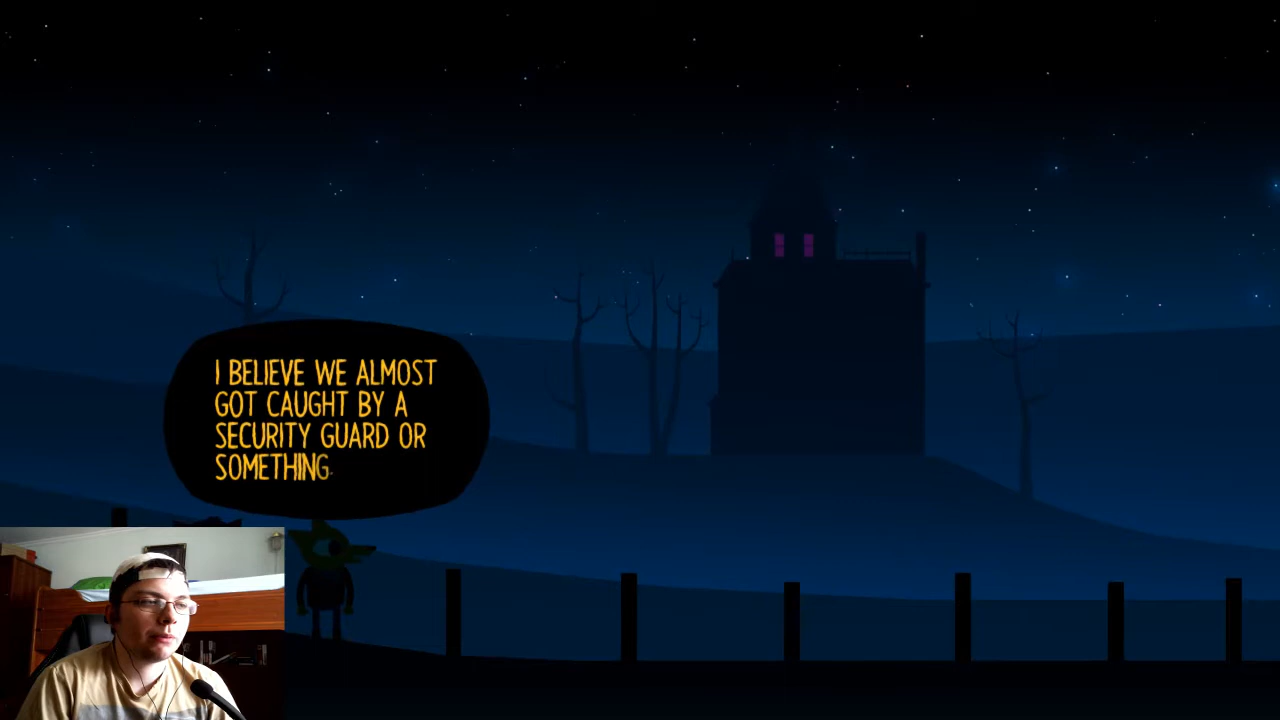 I BELIEVE WE ALMOST
GOT CAUGHT BY A
SECURITY GUARD OR
SOMETHING.